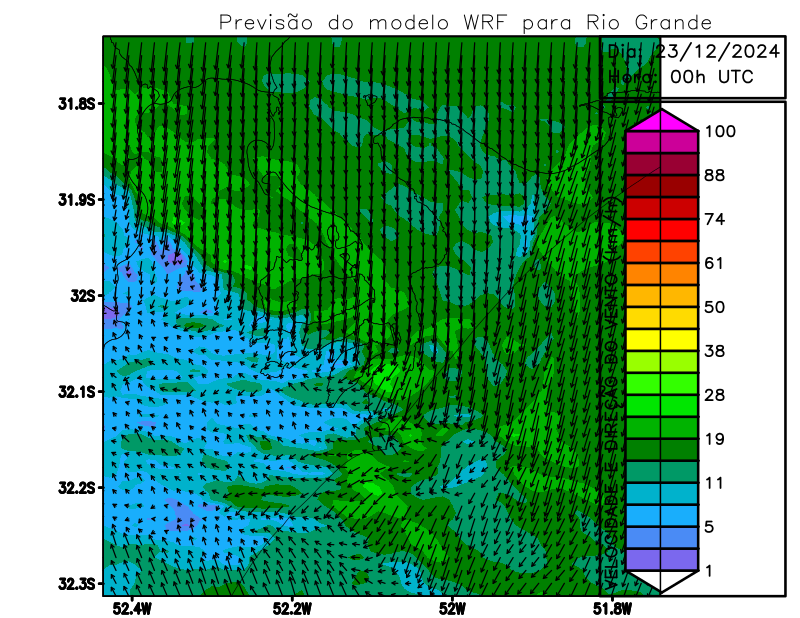 Previsão do modelo WRF para Rio Grande
Dia: 23/12/2024
Hora: 00h UTC
31.8S
31.9S
32S
32.1S
32.2S
32.3S
52.4W
52.2W
52W
51.8W
VELOCIDADE E DIREÇÃO DO VENTO (km/h)
100
88
74
61
50
38
28
19
11
5
1